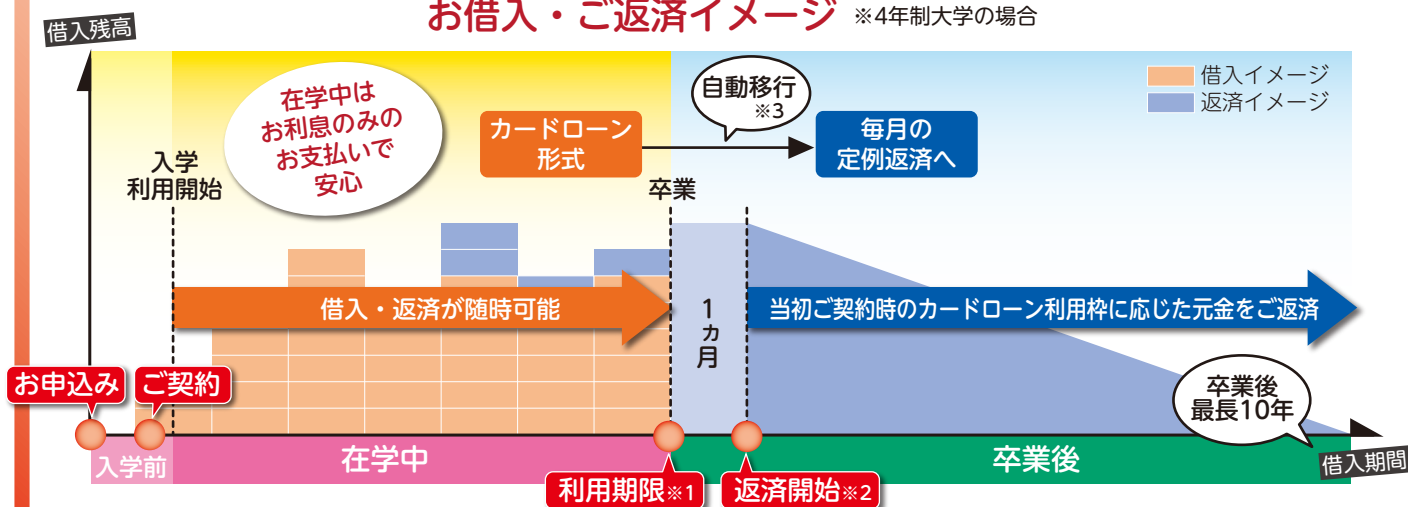 お借入・ご返済イメージ ※4年制大学の場合
借入残高
借入イメージ
返済イメージ
在学中は
お利息のみの
お支払いで
安心
カードローン
形式
自動移行
※3
毎月の
定例返済へ
入学
利用開始
卒業
借入・返済が随時可能
1
カ
月
当初ご契約時のカードローン利用枠に応じた元金をご返済
お申込み
ご契約
卒業後
最長10年
入学前
在学中
卒業後
借入期間
利用期限※1
返済開始※2